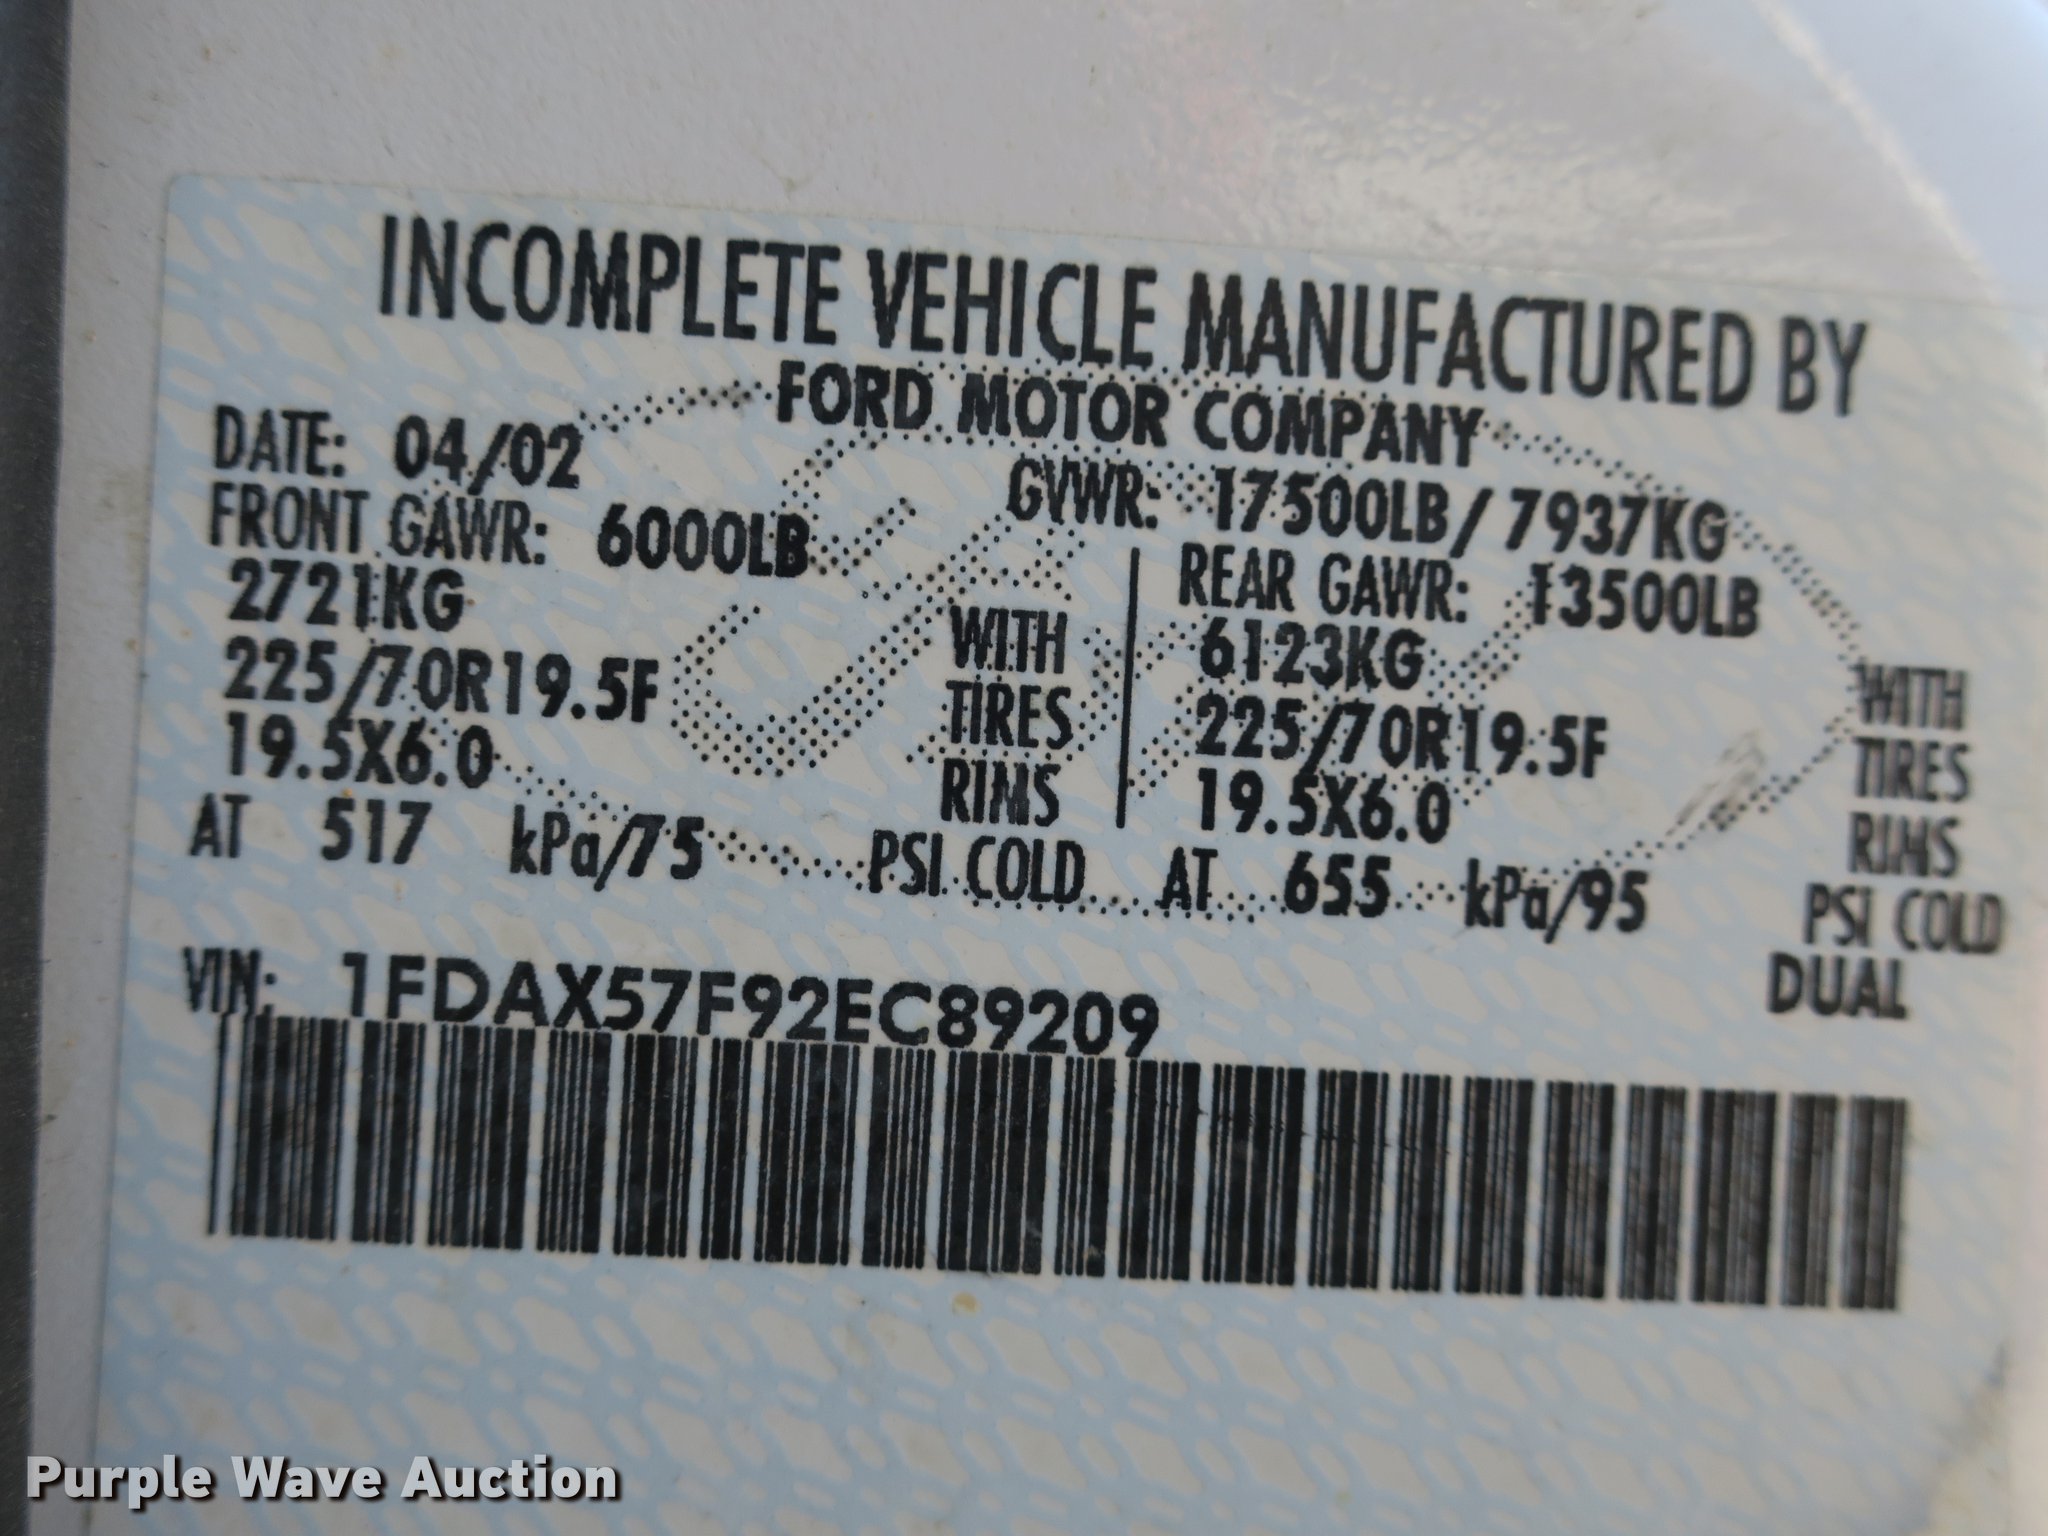 INCOMPLETE VEHICLE MANUFACTURED BY
FORD MOTOR COMPANY
DATE: 04/02 GVWR: 17500LB/ 7937KG
FRONT GAWR: 6000LB REAR GAWR: 13500LB
2721KG WITH 6123KG WITH
225/70R19.5F TIRES 225/70R19.5F TIRES
19.5X6.0 RIMS 19.5X6.0 RIMS
AT 517 kPa/75 PSI COLD AT 655 kPa/95 PSI COLD
DUAL
VIN: 1FDAX57F92EC89209
Purple Wave Auction